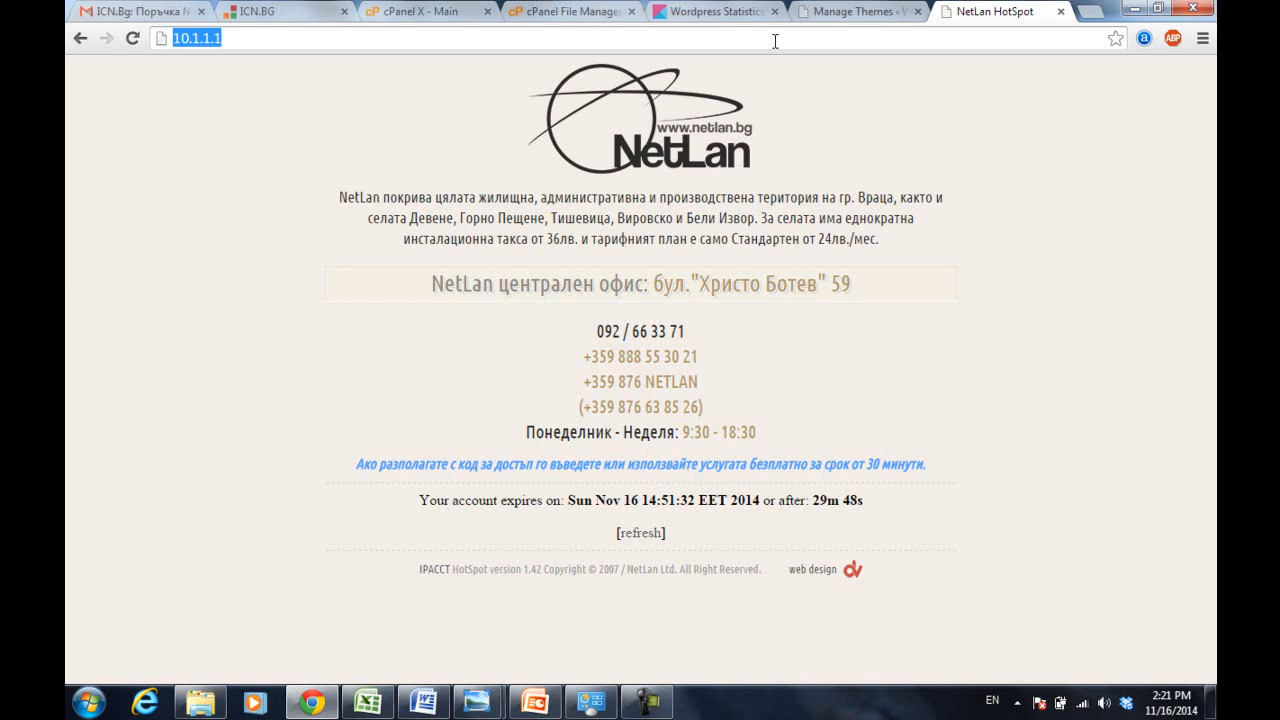 ICN.Bg: Поръчка N
ICN.BG
cPanel X - Main
cPanel File Manage
Wordpress Statistics
Manage Themes ‹ W
NetLan HotSpot
10.1.1.1
ABP
www.netlan.bg
NetLan
NetLan покрива цялата жилищна, административна и производствена територия на гр. Враца, както и
селата Девене, Горно Пещене, Тишевица, Вировско и Бели Извор. За селата има еднократна
инсталационна такса от 36лв. и тарифният план е само Стандартен от 24лв./мес.
NetLan централен офис: бул."Христо Ботев" 59
092 / 66 33 71
+359 888 55 30 21
+359 876 NETLAN
(+359 876 63 85 26)
Понеделник - Неделя: 9:30 - 18:30
Ако разполагате с код за достъп го въведете или използвайте услугата безплатно за срок от 30 минути.
Your account expires on: Sun Nov 16 14:51:32 EET 2014 or after: 29m 48s
[refresh]
IPACCT HotSpot version 1.42 Copyright © 2007 / NetLan Ltd. All Right Reserved. web design
EN
2:21 PM
11/16/2014